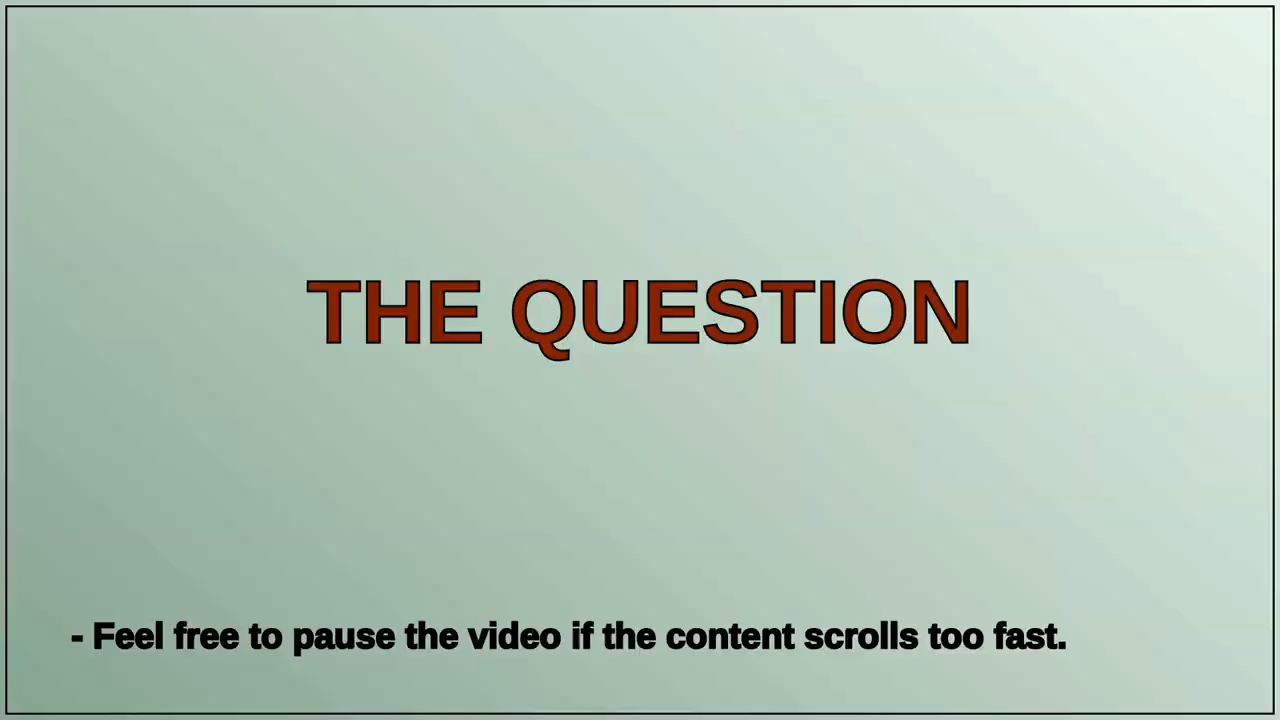 THE QUESTION
- Feel free to pause the video if the content scrolls too fast.